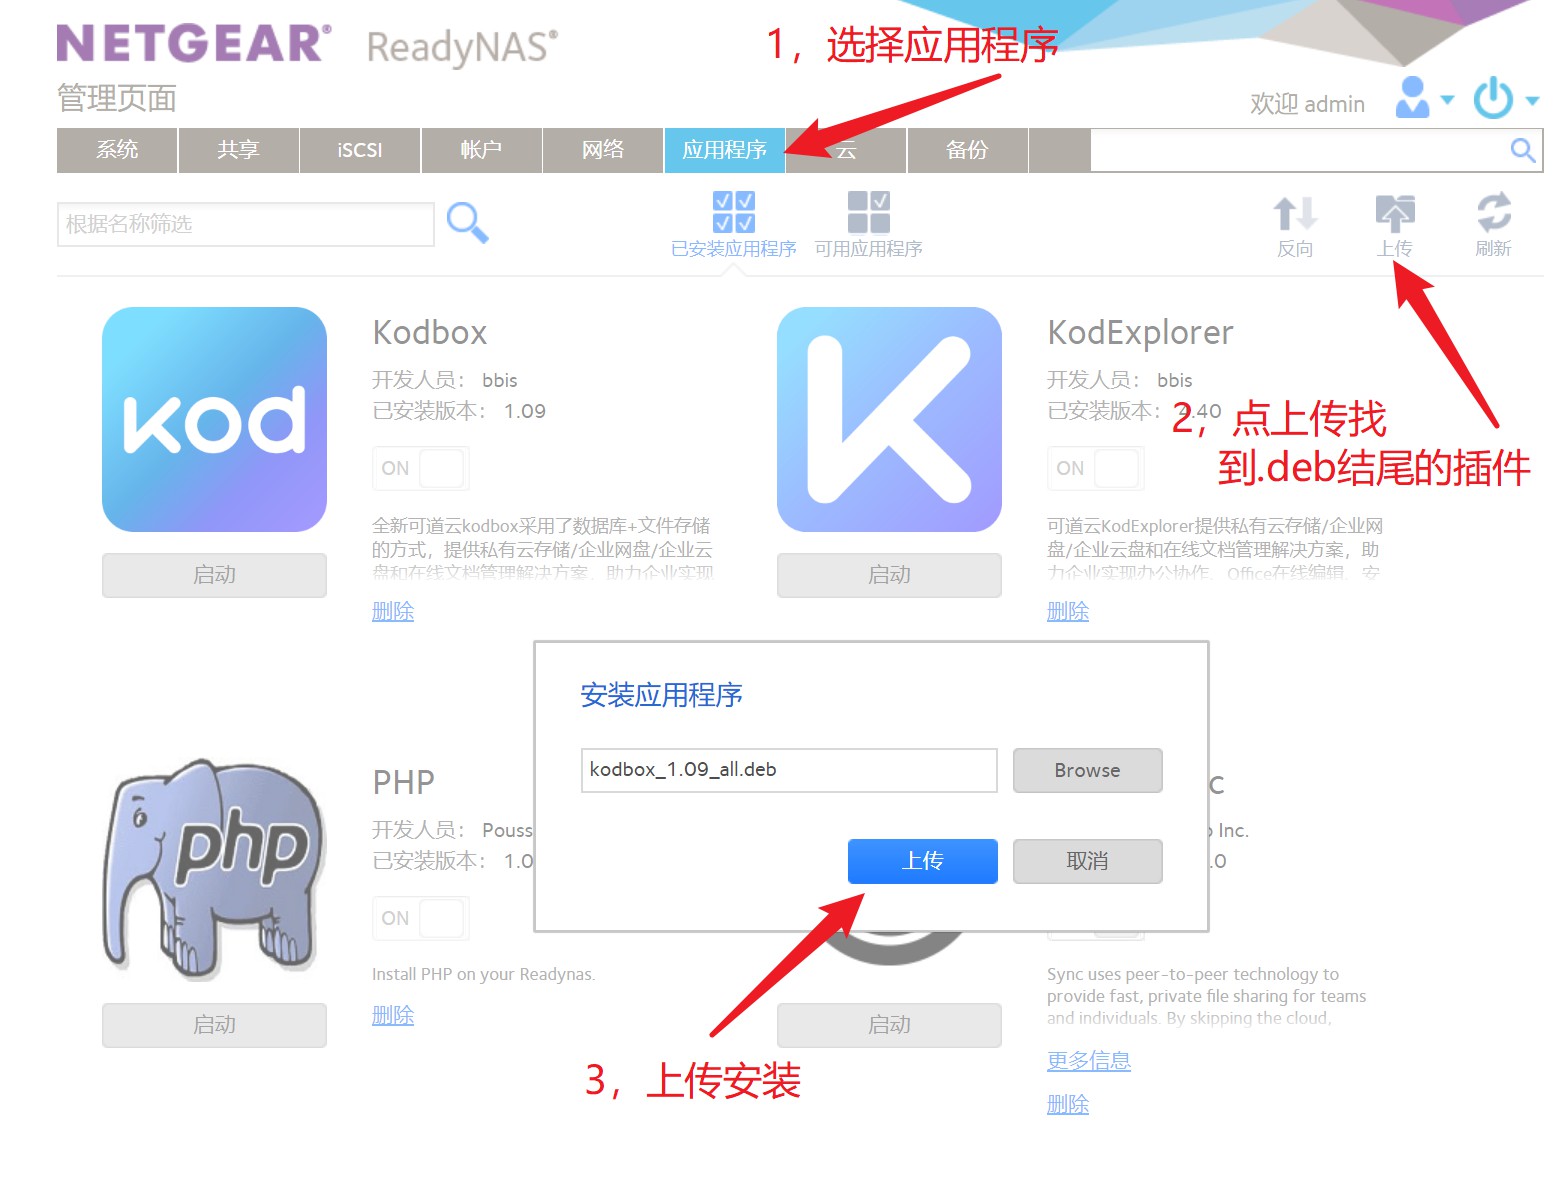 NETGEAR® ReadyNAS®
1，选择应用程序
管理页面
欢迎 admin
系统 共享 iSCSI 帐户 网络 应用程序 云 备份
根据名称筛选
已安装应用程序 可用应用程序 反向 上传 刷新
kod
Kodbox
开发人员： bbis
已安装版本： 1.09
ON
全新可道云kodbox采用了数据库+文件存储
的方式，提供私有云存储/企业网盘/企业云
盘和在线文档管理解决方案，助力企业实现
启动
删除
K
KodExplorer
开发人员： bbis
已安装版本： 4.40
2，点上传找
到.deb结尾的插件
ON
可道云KodExplorer提供私有云存储/企业网
盘/企业云盘和在线文档管理解决方案，助
力企业实现办公协作、Office在线编辑、安
启动
删除
安装应用程序
kodbox_1.09_all.deb
Browse
上传 取消
3，上传安装
php
PHP
开发人员： Pouss
已安装版本： 1.0
ON
Install PHP on your Readynas.
启动
删除
c
Inc.
.0
Sync uses peer-to-peer technology to
provide fast, private file sharing for teams
and individuals. By skipping the cloud,
启动
更多信息
删除